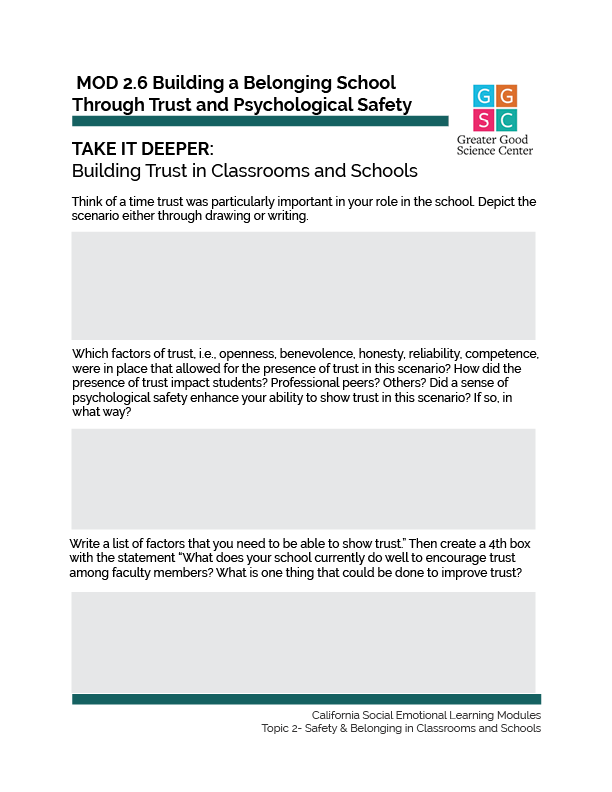 MOD 2.6 Building a Belonging School
Through Trust and Psychological Safety
G G
S C
Greater Good
Science Center
TAKE IT DEEPER:
Building Trust in Classrooms and Schools
Think of a time trust was particularly important in your role in the school. Depict the
scenario either through drawing or writing.
Which factors of trust, i.e., openness, benevolence, honesty, reliability, competence,
were in place that allowed for the presence of trust in this scenario? How did the
presence of trust impact students? Professional peers? Others? Did a sense of
psychological safety enhance your ability to show trust in this scenario? If so, in
what way?
Write a list of factors that you need to be able to show trust.” Then create a 4th box
with the statement “What does your school currently do well to encourage trust
among faculty members? What is one thing that could be done to improve trust?
California Social Emotional Learning Modules
Topic 2- Safety & Belonging in Classrooms and Schools